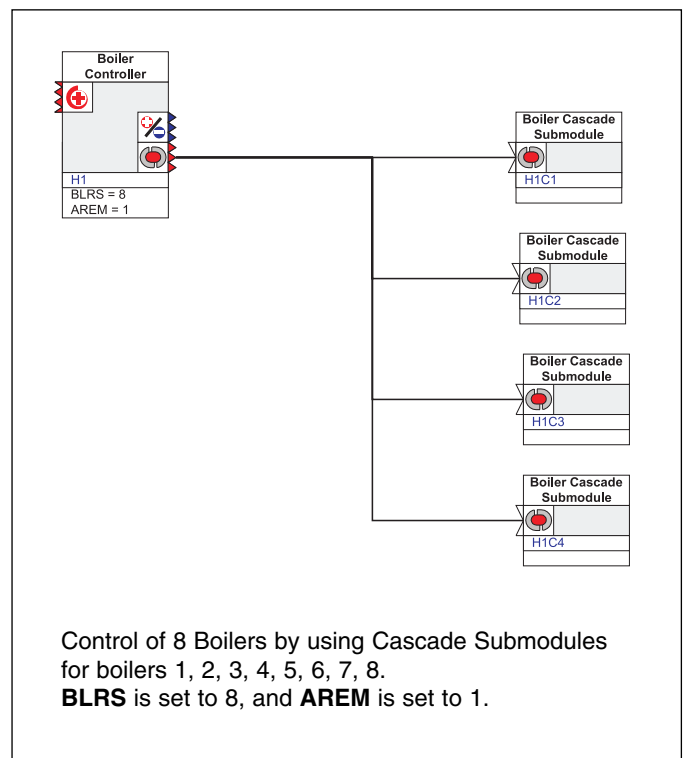 Boiler
Controller
H1
BLRS = 8
AREM = 1
Boiler Cascade
Submodule
H1C1
Boiler Cascade
Submodule
H1C2
Boiler Cascade
Submodule
H1C3
Boiler Cascade
Submodule
H1C4
Control of 8 Boilers by using Cascade Submodules
for boilers 1, 2, 3, 4, 5, 6, 7, 8.
BLRS is set to 8, and AREM is set to 1.